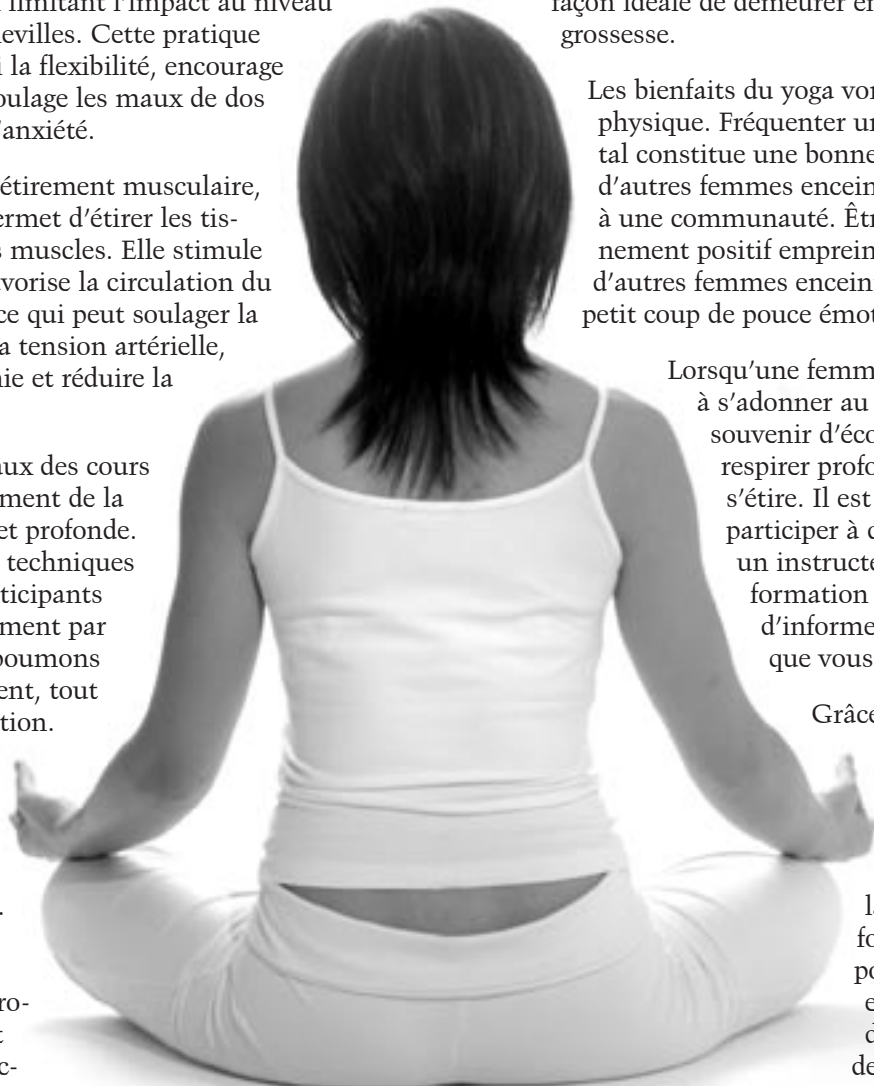 limitant l’impact au niveau
evilles. Cette pratique
i la flexibilité, encourage
oulage les maux de dos
’anxiété.
étirement musculaire,
ermet d’étirer les tis-
s muscles. Elle stimule
vorise la circulation du
ce qui peut soulager la
a tension artérielle,
nie et réduire la
aux des cours
ment de la
et profonde.
techniques
ticipants
ment par
poumons
ent, tout
tion.
.
ro-
t
c-
façon idéale de demeurer en
grossesse.
Les bienfaits du yoga von
physique. Fréquenter un
tal constitue une bonne
d’autres femmes encein
à une communauté. Êtr
nement positif emprein
d’autres femmes encein
petit coup de pouce émot
Lorsqu’une femm
à s’adonner au
souvenir d’éco
respirer profo
s’étire. Il est
participer à c
un instructe
formation
d’informe
que vous
Grâce
l
fo
po
e
d
de